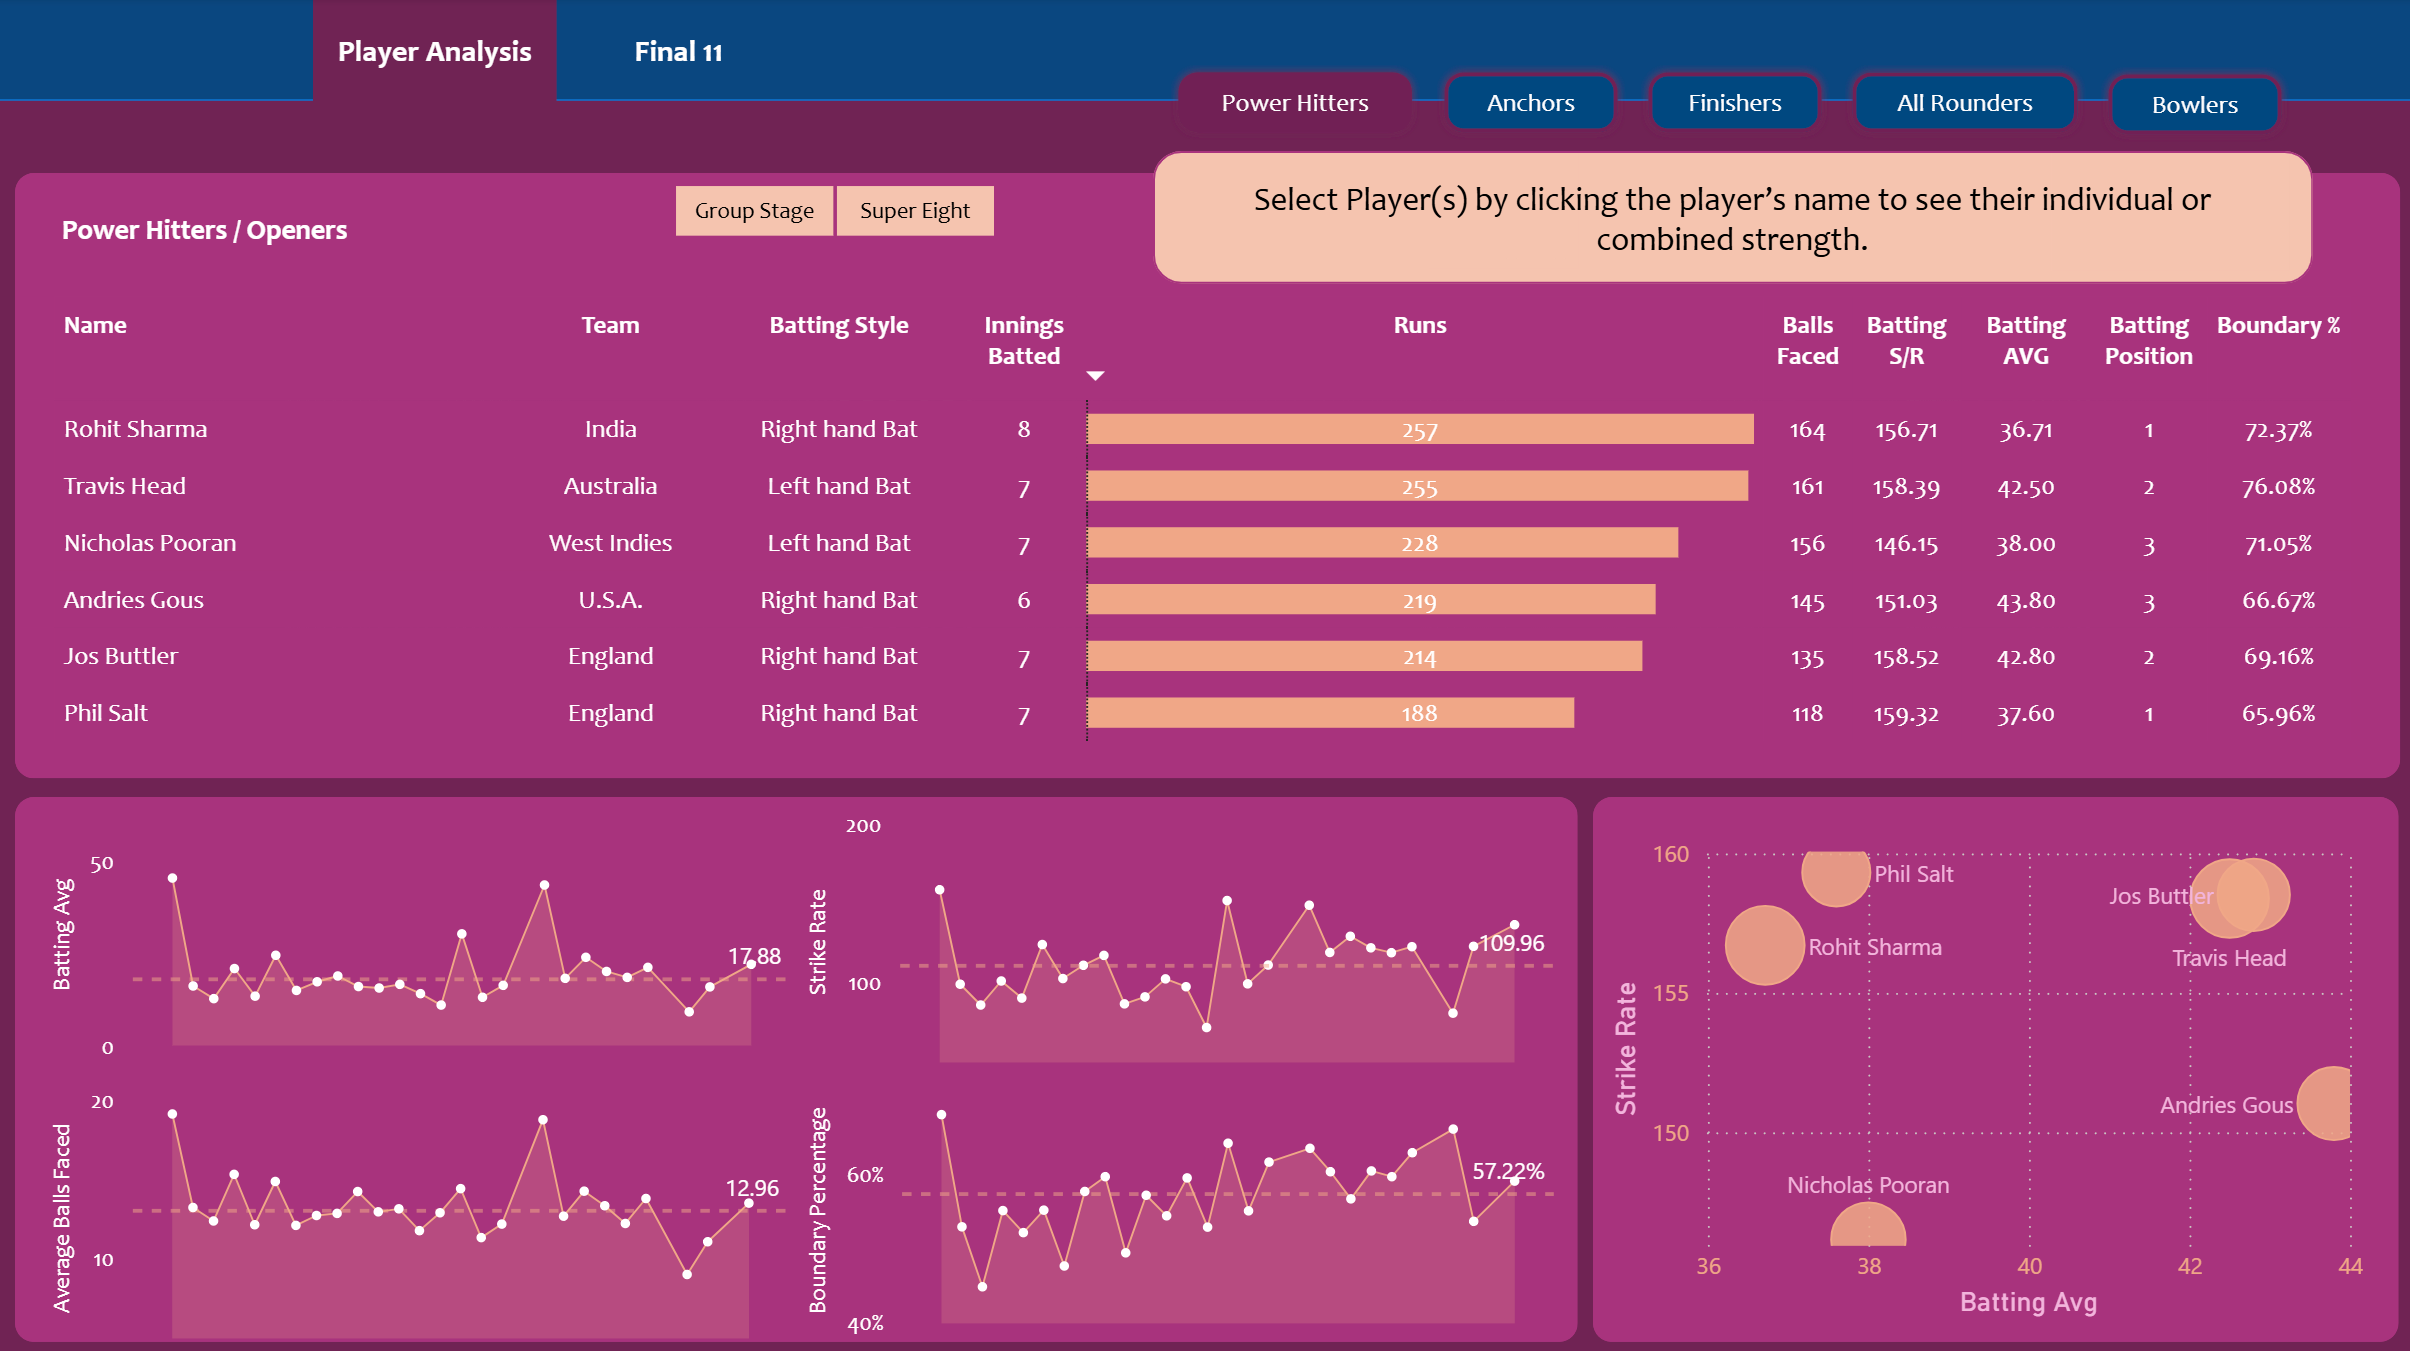 Player Analysis
Final 11
Power Hitters
Anchors
Finishers
All Rounders
Bowlers
Select Player(s) by clicking the player’s name to see their individual or
combined strength.
Power Hitters / Openers
Group Stage
Super Eight
Name Team Batting Style Innings Runs Balls Batting Batting Batting Boundary %
Batted Faced S/R AVG Position
Rohit Sharma India Right hand Bat 8 257 164 156.71 36.71 1 72.37%
Travis Head Australia Left hand Bat 7 255 161 158.39 42.50 2 76.08%
Nicholas Pooran West Indies Left hand Bat 7 228 156 146.15 38.00 3 71.05%
Andries Gous U.S.A. Right hand Bat 6 219 145 151.03 43.80 3 66.67%
Jos Buttler England Right hand Bat 7 214 135 158.52 42.80 2 69.16%
Phil Salt England Right hand Bat 7 188 118 159.32 37.60 1 65.96%
Batting Avg
50
0
17.88
Strike Rate
200
100
109.96
Average Balls Faced
20
10
12.96
Boundary Percentage
60%
40%
57.22%
Strike Rate
160
155
150
Phil Salt
Jos Buttler
Rohit Sharma
Travis Head
Andries Gous
Nicholas Pooran
36 38 40 42 44
Batting Avg